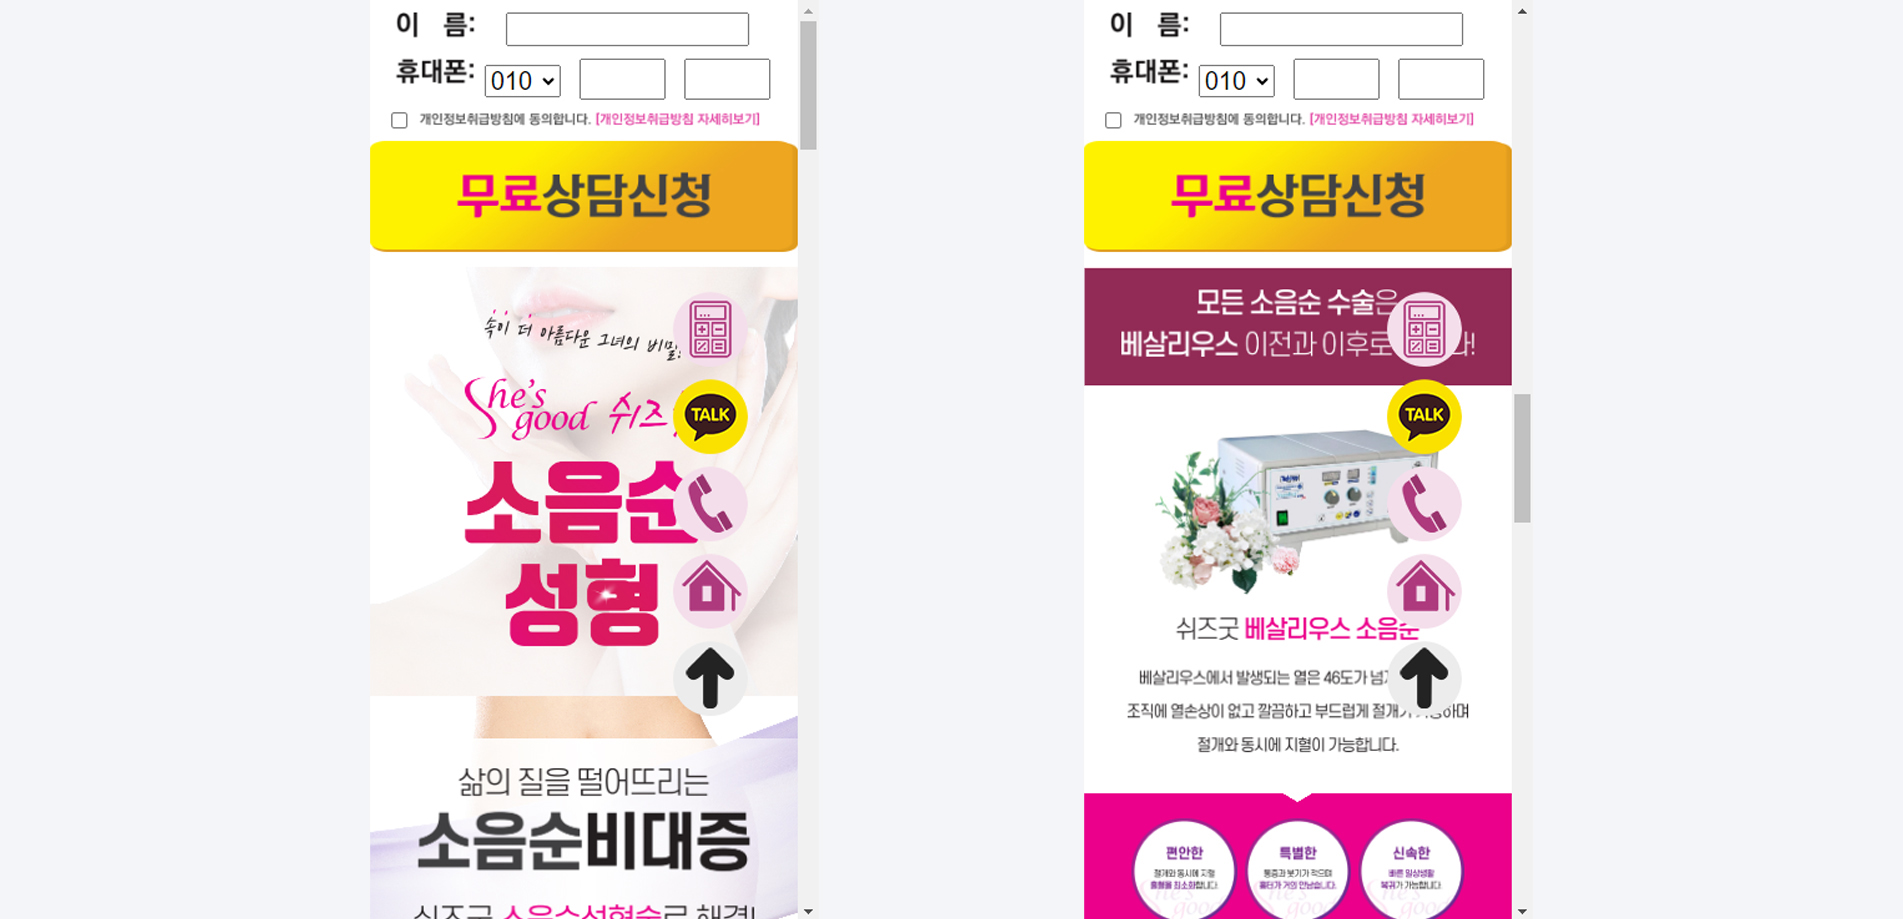 이 름:
휴대폰: 010
개인정보취급방침에 동의합니다. [개인정보취급방침 자세히보기]
무료상담신청
속이 더 아름다운 그녀의 비밀!
She's good 쉬즈
TALK
소음순
성형
삶의 질을 떨어뜨리는
소음순비대증
쉬즈굿 소음순성형술로 해결!
이 름:
휴대폰: 010
개인정보취급방침에 동의합니다. [개인정보취급방침 자세히보기]
무료상담신청
모든 소음순 수술은
베살리우스 이전과 이후로
TALK
쉬즈굿 베살리우스 소음순
베살리우스에서 발생되는 열은 46도가
조직에 열손상이 없고 깔끔하고 부드럽게 절개가
절개와 동시에 지혈이 가능합니다.
편안한
절개와 동시에 지혈
출혈을 최소화합니다.
특별한
통증과 붓기가 적으며
흉터가 거의 안남습니다.
신속한
빠른 일상생활
복귀가 가능합니다.